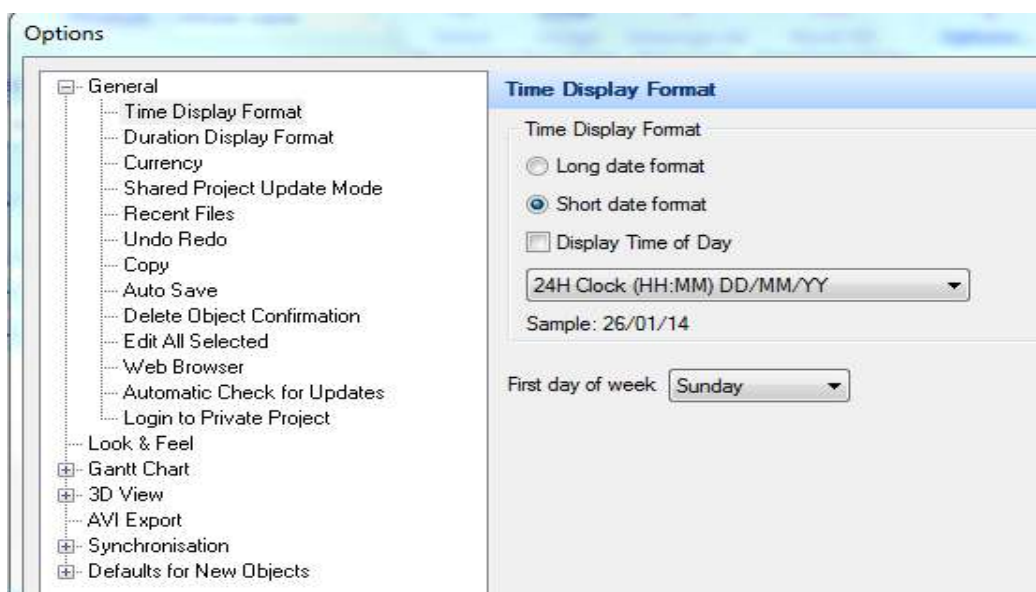 Options
General
Time Display Format
Duration Display Format
Currency
Shared Project Update Mode
Recent Files
Undo Redo
Copy
Auto Save
Delete Object Confirmation
Edit All Selected
Web Browser
Automatic Check for Updates
Login to Private Project
Look & Feel
Gantt Chart
3D View
AVI Export
Synchronisation
Defaults for New Objects
Time Display Format
Time Display Format
Long date format
Short date format
Display Time of Day
24H Clock (HH:MM) DD/MM/YY
Sample: 26/01/14
First day of week Sunday